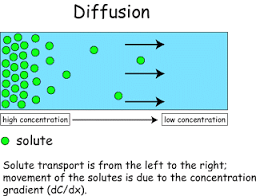 Diffusion
high concentration
low concentration
solute
Solute transport is from the left to the right;
movement of the solutes is due to the concentration
gradient (dC/dx).